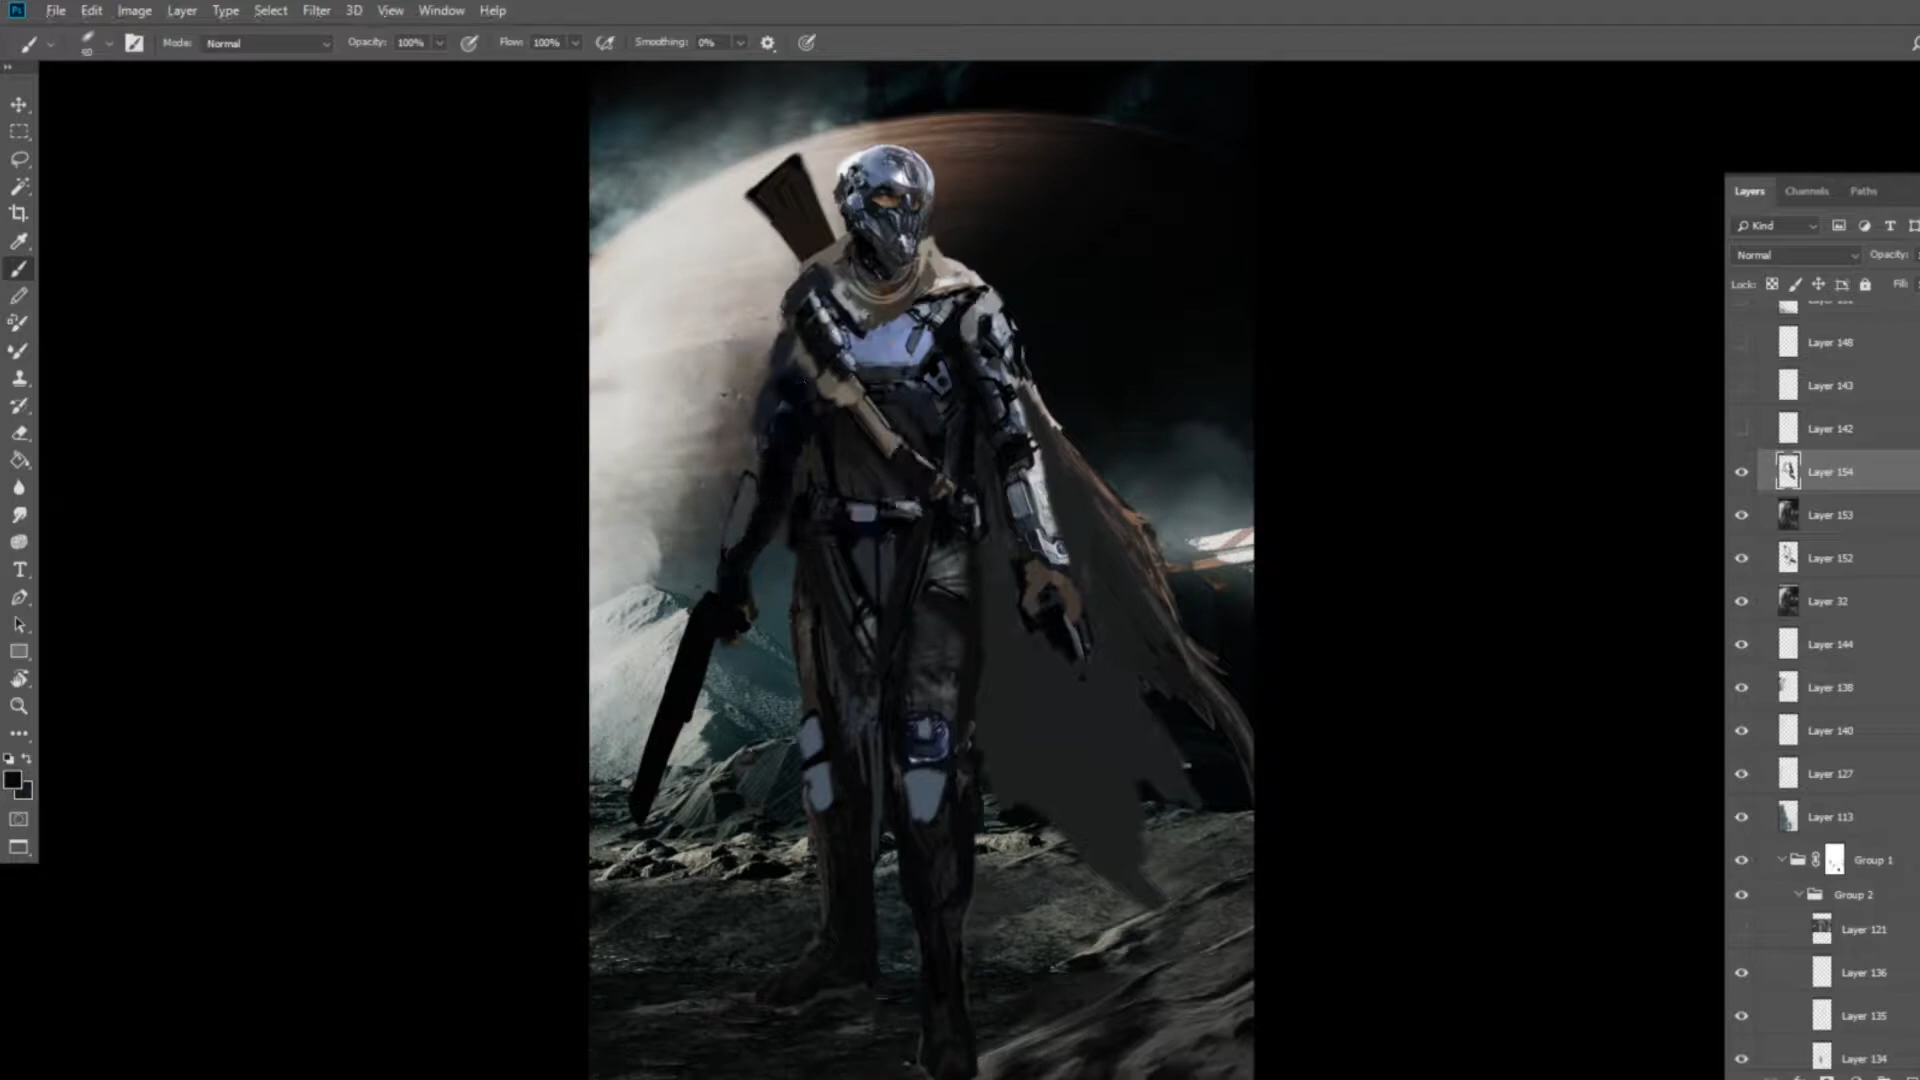 Ps File Edit Image Layer Type Select Filter 3D View Window Help
Mode: Normal Opacity: 100% Flow: 100% Smoothing: 0%
Layers Channels Paths
Kind
Normal Opacity:
Lock: Fill:
Layer 148
Layer 143
Layer 142
Layer 154
Layer 153
Layer 152
Layer 32
Layer 144
Layer 138
Layer 140
Layer 127
Layer 113
Group 1
Group 2
Layer 121
Layer 136
Layer 135
Layer 134